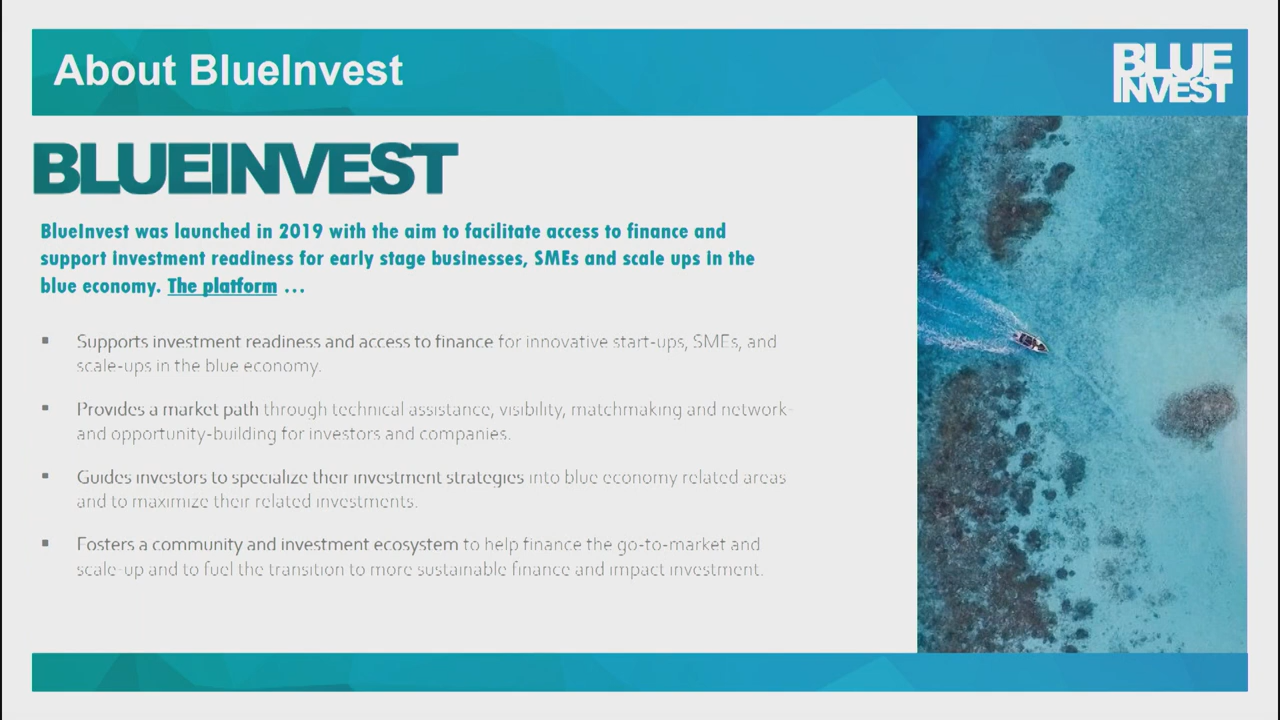 About BlueInvest
BLUE
INVEST
BLUEINVEST
BlueInvest was launched in 2019 with the aim to facilitate access to finance and
support investment readiness for early stage businesses, SMEs and scale ups in the
blue economy. The platform ...
▪ Supports investment readiness and access to finance for innovative start-ups, SMEs, and
scale-ups in the blue economy.
▪ Provides a market path through technical assistance, visibility, matchmaking and network-
and opportunity-building for investors and companies.
▪ Guides investors to specialize their investment strategies into blue economy related areas
and to maximize their related investments.
▪ Fosters a community and investment ecosystem to help finance the go-to-market and
scale-up and to fuel the transition to more sustainable finance and impact investment.